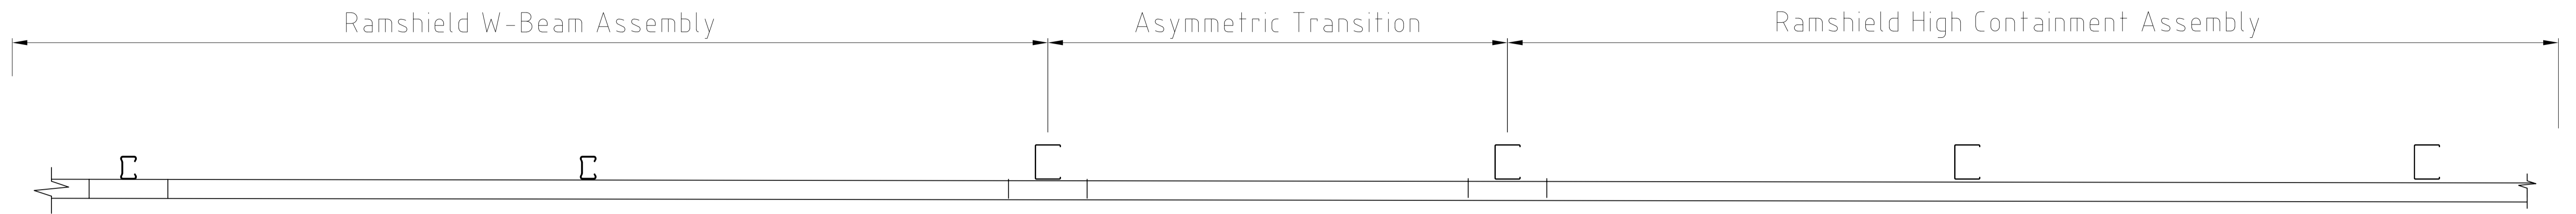 Ramshield W-Beam Assembly
Asymmetric Transition
Ramshield High Containment Assembly